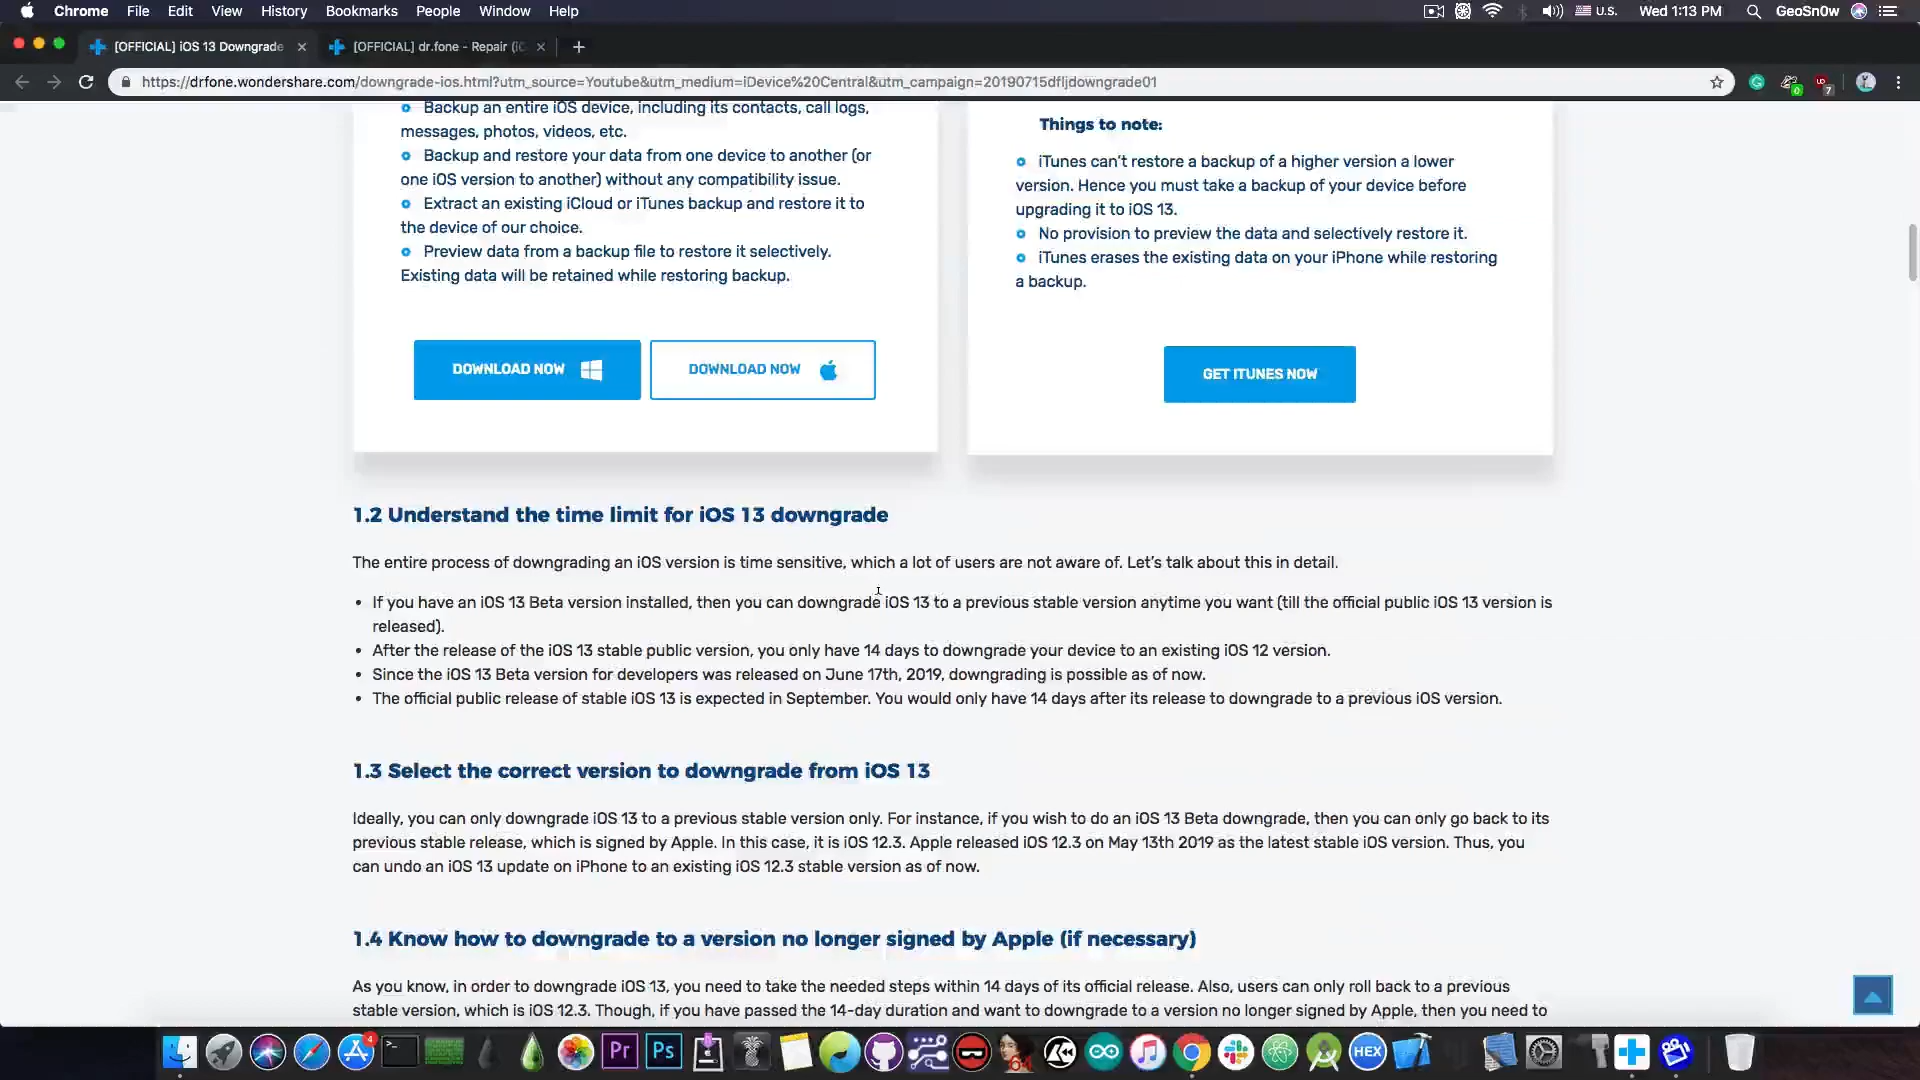 Chrome File Edit View History Bookmarks People Window Help U.S. Wed 1:13 PM GeoSn0w
[OFFICIAL] iOS 13 Downgrade [OFFICIAL] dr.fone - Repair (iO
https://drfone.wondershare.com/downgrade-ios.html?utm_source=Youtube&utm_medium=iDevice%20Central&utm_campaign=20190715dfljdowngrade01 0 7
Backup an entire iOS device, including its contacts, call logs,
messages, photos, videos, etc.
Backup and restore your data from one device to another (or
one iOS version to another) without any compatibility issue.
Extract an existing iCloud or iTunes backup and restore it to
the device of our choice.
Preview data from a backup file to restore it selectively.
Existing data will be retained while restoring backup.
DOWNLOAD NOW DOWNLOAD NOW
Things to note:
iTunes can't restore a backup of a higher version a lower
version. Hence you must take a backup of your device before
upgrading it to iOS 13.
No provision to preview the data and selectively restore it.
iTunes erases the existing data on your iPhone while restoring
a backup.
GET ITUNES NOW
1.2 Understand the time limit for iOS 13 downgrade
The entire process of downgrading an iOS version is time sensitive, which a lot of users are not aware of. Let's talk about this in detail.
• If you have an iOS 13 Beta version installed, then you can downgrade iOS 13 to a previous stable version anytime you want (till the official public iOS 13 version is
released).
• After the release of the iOS 13 stable public version, you only have 14 days to downgrade your device to an existing iOS 12 version.
• Since the iOS 13 Beta version for developers was released on June 17th, 2019, downgrading is possible as of now.
• The official public release of stable iOS 13 is expected in September. You would only have 14 days after its release to downgrade to a previous iOS version.
1.3 Select the correct version to downgrade from iOS 13
Ideally, you can only downgrade iOS 13 to a previous stable version only. For instance, if you wish to do an iOS 13 Beta downgrade, then you can only go back to its
previous stable release, which is signed by Apple. In this case, it is iOS 12.3. Apple released iOS 12.3 on May 13th 2019 as the latest stable iOS version. Thus, you
can undo an iOS 13 update on iPhone to an existing iOS 12.3 stable version as of now.
1.4 Know how to downgrade to a version no longer signed by Apple (if necessary)
As you know, in order to downgrade iOS 13, you need to take the needed steps within 14 days of its official release. Also, users can only roll back to a previous
stable version, which is iOS 12.3. Though, if you have passed the 14-day duration and want to downgrade to a version no longer signed by Apple, then you need to
4 Pr Ps 64 HEX